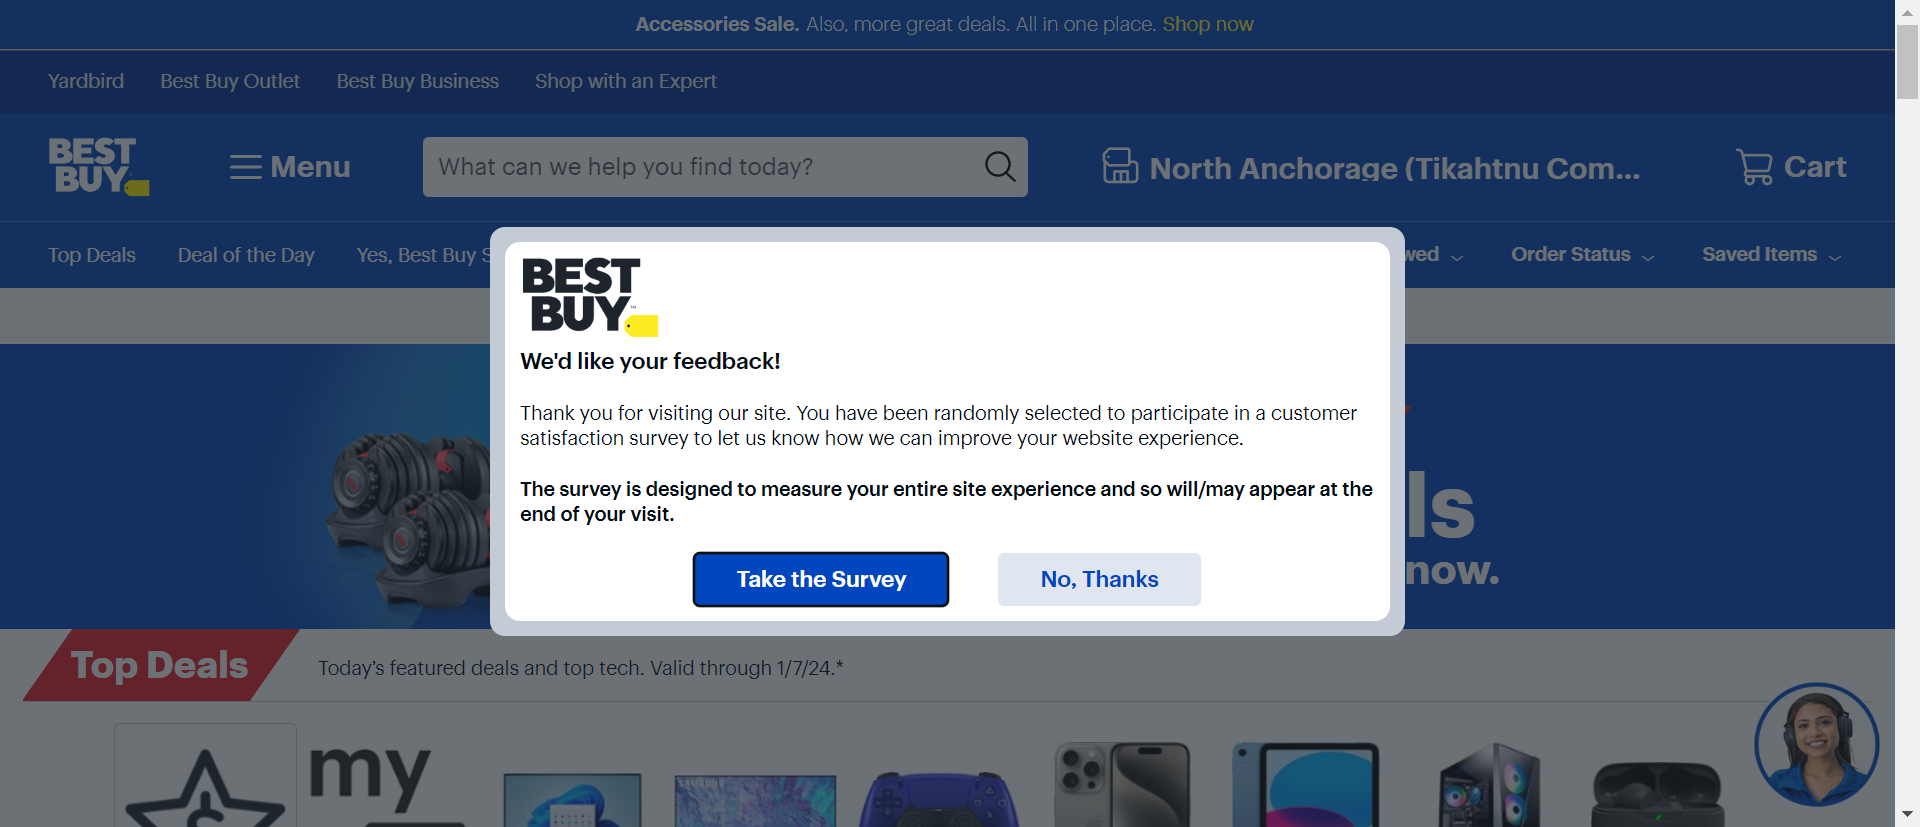 Accessories Sale. Also, more great deals. All in one place. Shop now
Yardbird Best Buy Outlet Best Buy Business Shop with an Expert
BEST
BUY
Menu
What can we help you find today?
North Anchorage (Tikahtnu Com...
Cart
Top Deals Deal of the Day Yes, Best Buy S
wed Order Status Saved Items
BEST
BUY™
We'd like your feedback!
Thank you for visiting our site. You have been randomly selected to participate in a customer
satisfaction survey to let us know how we can improve your website experience.
The survey is designed to measure your entire site experience and so will/may appear at the
end of your visit.
Take the Survey No, Thanks
ls
now.
Top Deals
Today’s featured deals and top tech. Valid through 1/7/24.*
my